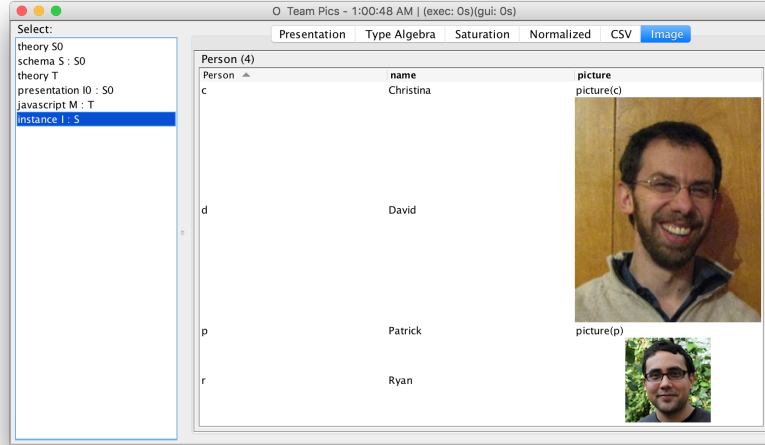 O Team Pics - 1:00:48 AM | (exec: 0s)(gui: 0s)
Select:
theory S0
schema S : S0
theory T
presentation I0 : S0
javascript M : T
instance I : S
Presentation Type Algebra Saturation Normalized CSV Image
Person (4)
Person name picture
c Christina picture(c)
d David
p Patrick picture(p)
r Ryan